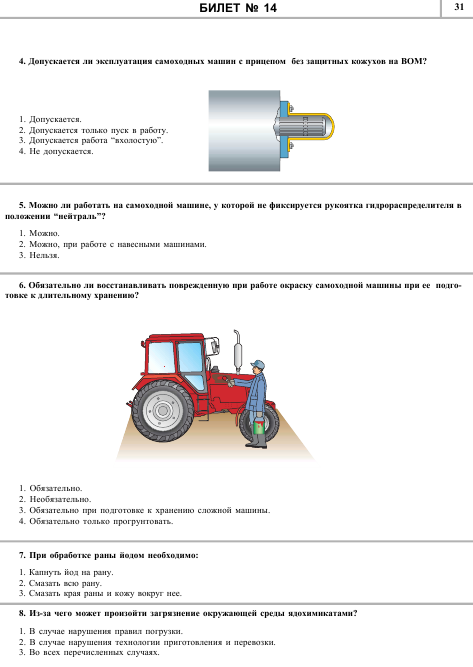 БИЛЕТ № 14
31
4. Допускается ли эксплуатация самоходных машин с прицепом без защитных кожухов на ВОМ?
1. Допускается.
2. Допускается только пуск в работу.
3. Допускается работа “вхолостую”.
4. Не допускается.
5. Можно ли работать на самоходной машине, у которой не фиксируется рукоятка гидрораспределителя в
положении “нейтраль”?
1. Можно.
2. Можно, при работе с навесными машинами.
3. Нельзя.
6. Обязательно ли восстанавливать поврежденную при работе окраску самоходной машины при ее подго-
товке к длительному хранению?
1. Обязательно.
2. Необязательно.
3. Обязательно при подготовке к хранению сложной машины.
4. Обязательно только прогрунтовать.
7. При обработке раны йодом необходимо:
1. Капнуть йод на рану.
2. Смазать всю рану.
3. Смазать края раны и кожу вокруг нее.
8. Из-за чего может произойти загрязнение окружающей среды ядохимикатами?
1. В случае нарушения правил погрузки.
2. В случае нарушения технологии приготовления и перевозки.
3. Во всех перечисленных случаях.